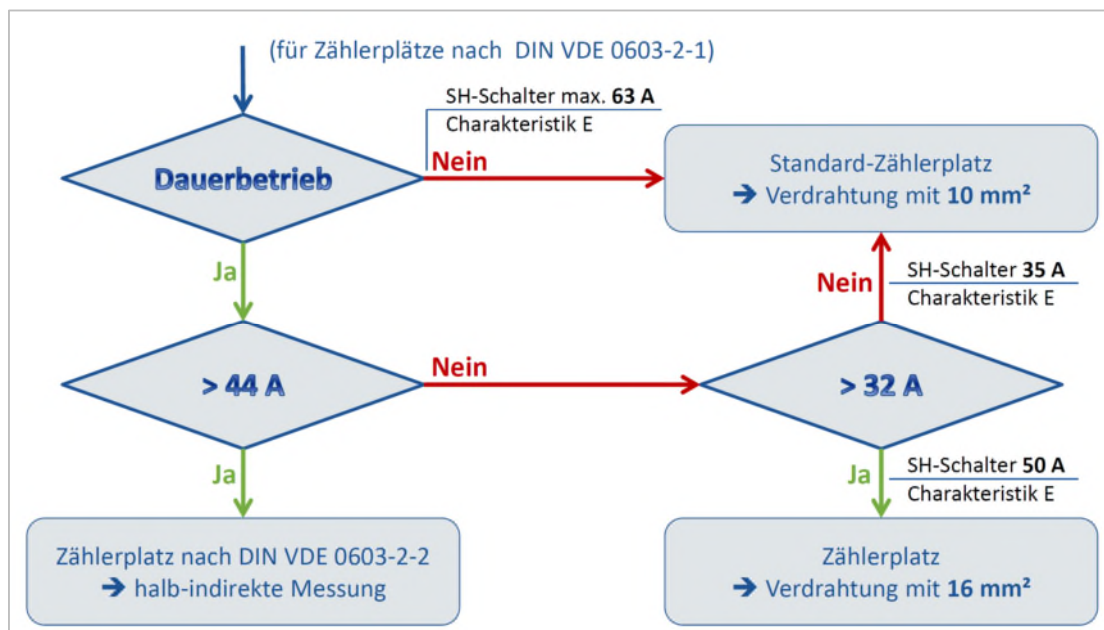 (für Zählerplätze nach DIN VDE 0603-2-1)
SH-Schalter max. 63 A
Charakteristik E
Dauerbetrieb
Nein
Standard-Zählerplatz
➔ Verdrahtung mit 10 mm²
Ja
Nein
SH-Schalter 35 A
Charakteristik E
> 44 A
Nein
> 32 A
Ja
Ja
SH-Schalter 50 A
Charakteristik E
Zählerplatz nach DIN VDE 0603-2-2
➔ halb-indirekte Messung
Zählerplatz
➔ Verdrahtung mit 16 mm²